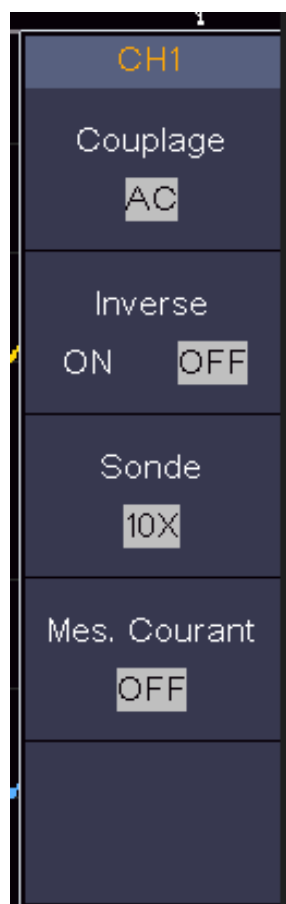 CH1
Couplage
AC
Inverse
ON OFF
Sonde
10X
Mes. Courant
OFF